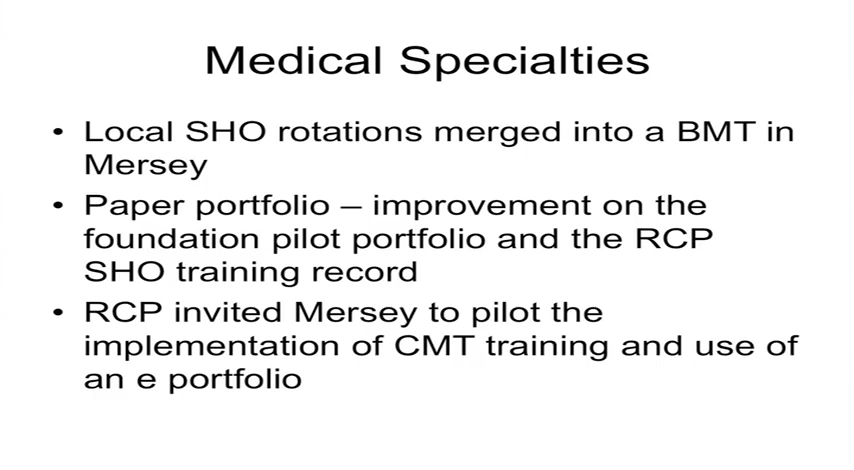 Medical Specialties
• Local SHO rotations merged into a BMT in
Mersey
• Paper portfolio – improvement on the
foundation pilot portfolio and the RCP
SHO training record
• RCP invited Mersey to pilot the
implementation of CMT training and use of
an e portfolio